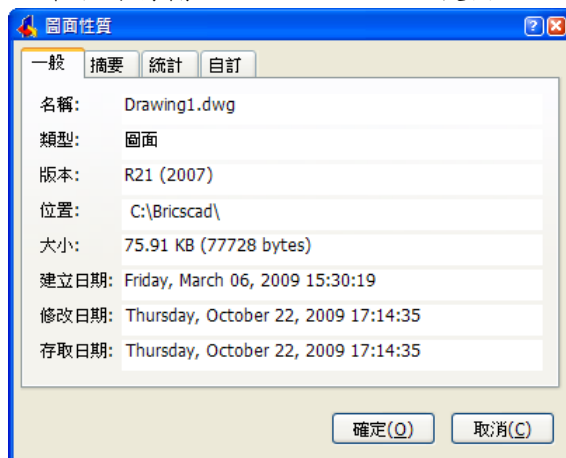 圖面性質
一般 摘要 統計 自訂
名稱: Drawing1.dwg
類型: 圖面
版本: R21 (2007)
位置: C:\Bricscad\
大小: 75.91 KB (77728 bytes)
建立日期: Friday, March 06, 2009 15:30:19
修改日期: Thursday, October 22, 2009 17:14:35
存取日期: Thursday, October 22, 2009 17:14:35
確定(O) 取消(C)